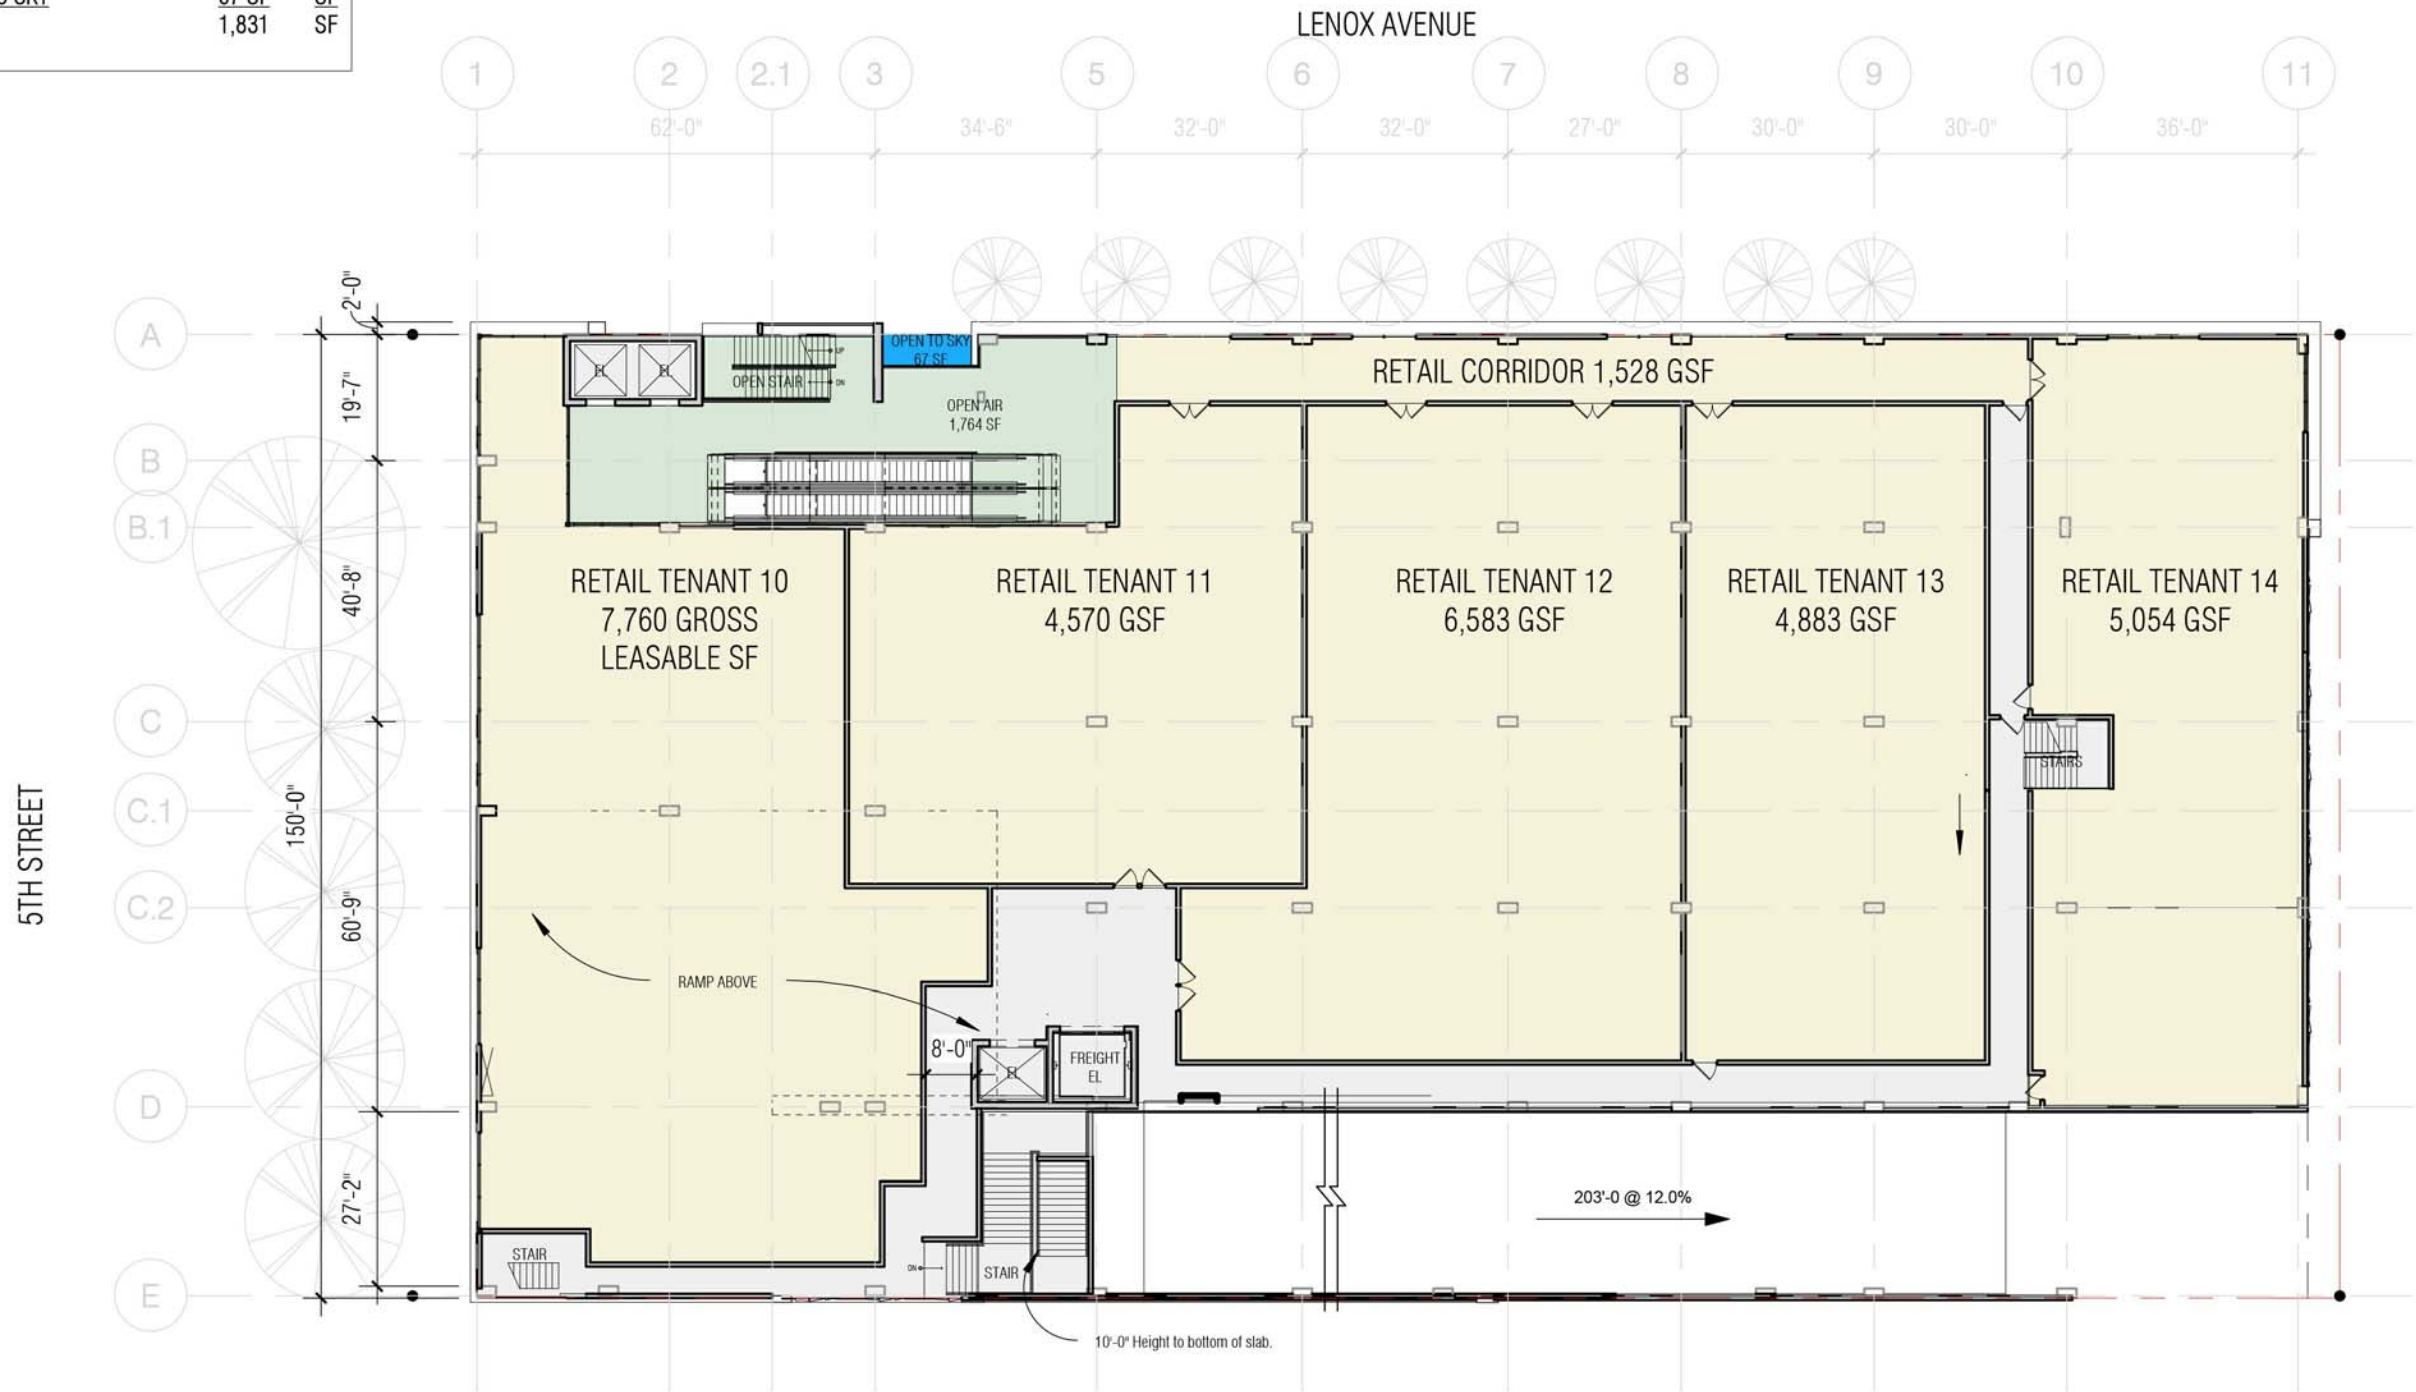 1,831 SF
LENOX AVENUE
1 2 2.1 3 5 6 7 8 9 10 11
62'-0" 34'-6" 32'-0" 32'-0" 27'-0" 30'-0" 30'-0" 36'-0"
2'-0"
A
19'-7"
B
B.1
40'-8"
C
C.1
150'-0"
C.2
60'-9"
D
27'-2"
E
5TH STREET
EL
EL
UP
OPEN STAIR
DN
OPEN TO SKY
67 SF
OPEN AIR
1,764 SF
RETAIL CORRIDOR 1,528 GSF
RETAIL TENANT 10
7,760 GROSS
LEASABLE SF
RETAIL TENANT 11
4,570 GSF
RETAIL TENANT 12
6,583 GSF
RETAIL TENANT 13
4,883 GSF
RETAIL TENANT 14
5,054 GSF
STAIRS
RAMP ABOVE
8'-0"
EL
FREIGHT
EL
203'-0 @ 12.0%
STAIR
DN
STAIR
10'-0" Height to bottom of slab.